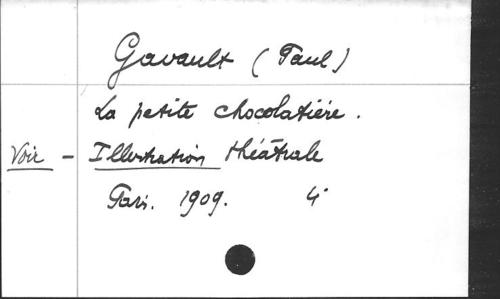 Gavault (Paul)
La petite chocolatière.
Voir - Illustration théâtrale
Paris. 1909. 4°